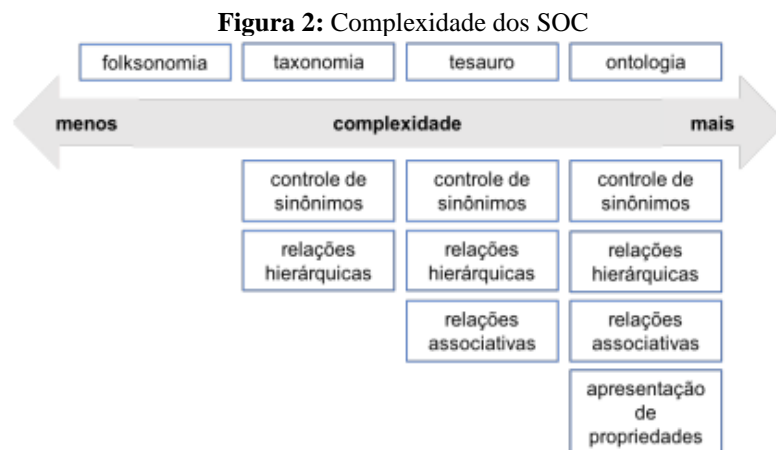 Figura 2: Complexidade dos SOC
folksonomia
taxonomia
tesauro
ontologia
menos
complexidade
mais
controle de
sinônimos
controle de
sinônimos
controle de
sinônimos
relações
hierárquicas
relações
hierárquicas
relações
hierárquicas
relações
associativas
relações
associativas
apresentação
de
propriedades